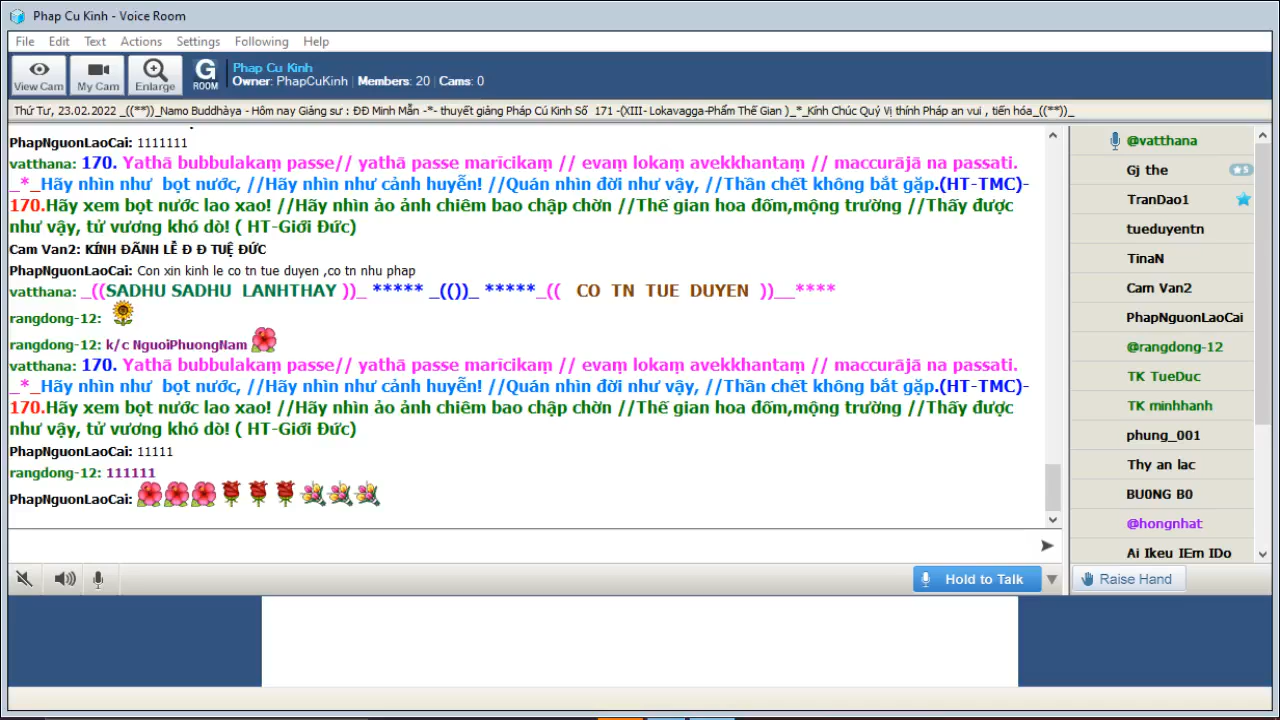 Phap Cu Kinh - Voice Room
File Edit Text Actions Settings Following Help
View Cam My Cam Enlarge G ROOM
Phap Cu Kinh
Owner: PhapCuKinh | Members: 20 | Cams: 0
Thứ Tư, 23.02.2022 _((**))_Namo Buddhàya - Hôm nay Giảng sư : ĐĐ Minh Mẫn -*- thuyết giảng Pháp Cú Kinh Số 171 -(XIII- Lokavagga-Phẩm Thế Gian )_*_Kính Chúc Quý Vị thính Pháp an vui , tiến hóa_((**))_
PhapNguonLaoCai: 1111111
vatthana: 170. Yathā bubbulakaṃ passe// yathā passe marīcikaṃ // evaṃ lokaṃ avekkhantaṃ // maccurājā na passati.
_*_Hãy nhìn như bọt nước, //Hãy nhìn như cảnh huyễn! //Quán nhìn đời như vậy, //Thần chết không bắt gặp.(HT-TMC)-
170.Hãy xem bọt nước lao xao! //Hãy nhìn ảo ảnh chiêm bao chập chờn //Thế gian hoa đốm,mộng trường //Thấy được
như vậy, tử vương khó dò! ( HT-Giới Đức)
Cam Van2: KÍNH ĐÃNH LỄ Đ Đ TUỆ ĐỨC
PhapNguonLaoCai: Con xin kinh le co tn tue duyen ,co tn nhu phap
vatthana: _((SADHU SADHU LANHTHAY ))_ ***** _(())_ *****_(( CO TN TUE DUYEN ))__****
rangdong-12:
rangdong-12: k/c NguoiPhuongNam
vatthana: 170. Yathā bubbulakaṃ passe// yathā passe marīcikaṃ // evaṃ lokaṃ avekkhantaṃ // maccurājā na passati.
_*_Hãy nhìn như bọt nước, //Hãy nhìn như cảnh huyễn! //Quán nhìn đời như vậy, //Thần chết không bắt gặp.(HT-TMC)-
170.Hãy xem bọt nước lao xao! //Hãy nhìn ảo ảnh chiêm bao chập chờn //Thế gian hoa đốm,mộng trường //Thấy được
như vậy, tử vương khó dò! ( HT-Giới Đức)
PhapNguonLaoCai: 11111
rangdong-12: 111111
PhapNguonLaoCai:
Hold to Talk
@vatthana
Gj the
TranDao1
tueduyentn
TinaN
Cam Van2
PhapNguonLaoCai
@rangdong-12
TK TueDuc
TK minhhanh
phung_001
Thy an lac
BU0NG B0
@hongnhat
Ai Ikeu IEm IDo
Raise Hand